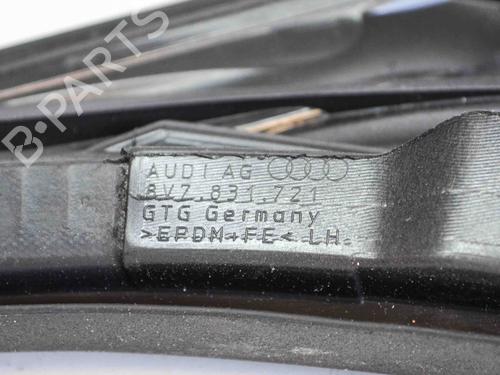 B-PARTS
AUDI AG
8V7.831.721
GTG Germany
>EPDM+FE< LH